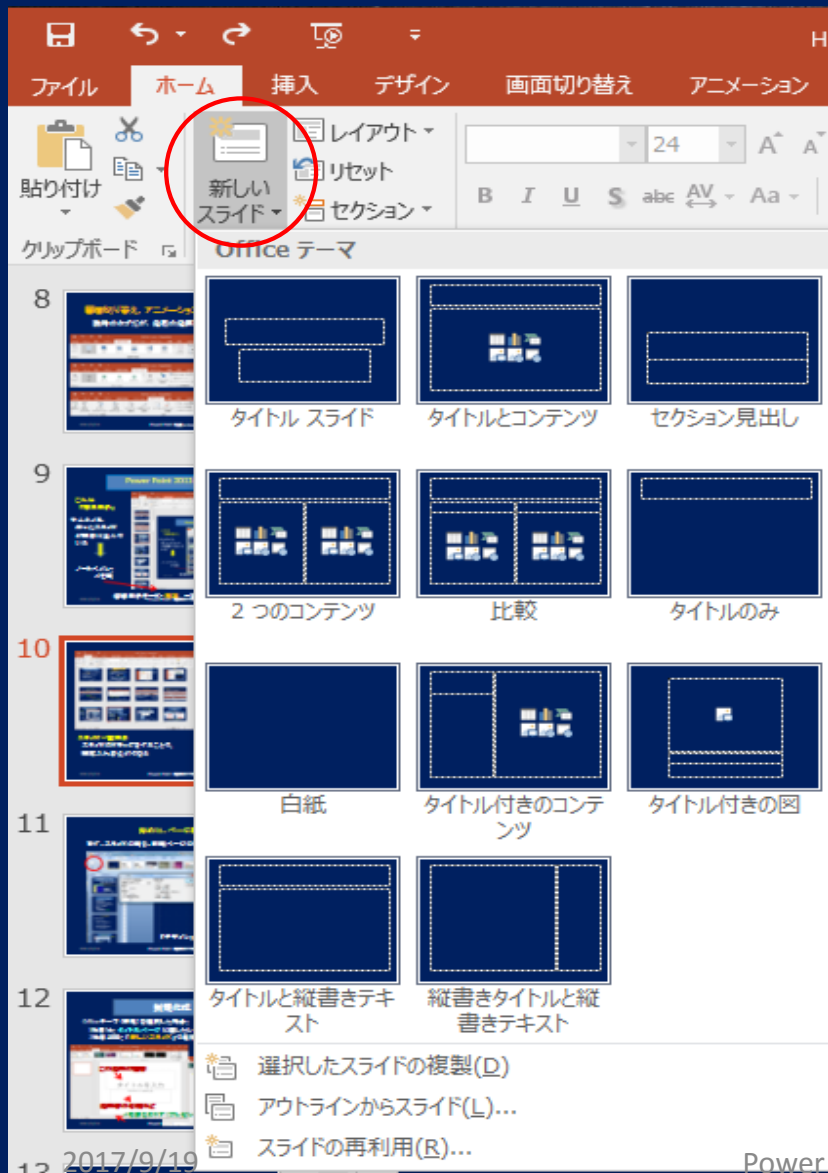 H
ファイル ホーム 挿入 デザイン 画面切り替え アニメーション
貼り付け
新しい
スライド
レイアウト
リセット
セクション
24
A A
B I U S abc AV Aa
クリップボード
Office テーマ
タイトル スライド
タイトルとコンテンツ
セクション見出し
2 つのコンテンツ
比較
タイトルのみ
白紙
タイトル付きのコンテ
ンツ
タイトル付きの図
タイトルと縦書きテキ
スト
縦書きタイトルと縦
書きテキスト
選択したスライドの複製(D)
アウトラインからスライド(L)...
スライドの再利用(R)...
8
9
10
11
12
13
2017/9/19
Power